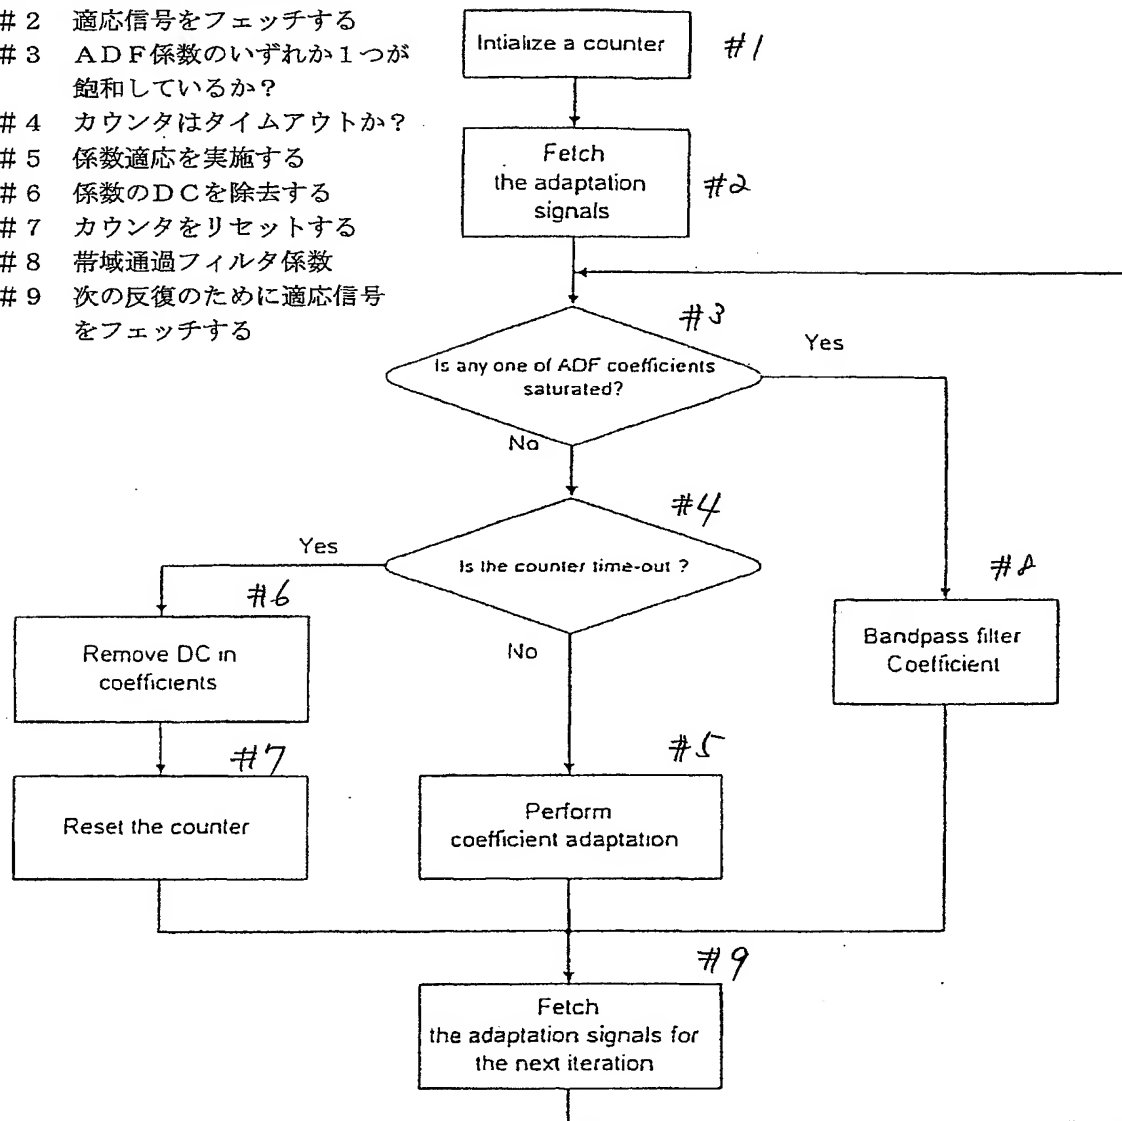 #2 適応信号をフェッチする
#3 ADF係数のいずれか1つが
飽和しているか?
#4 カウンタはタイムアウトか?
#5 係数適応を実施する
#6 係数のDCを除去する
#7 カウンタをリセットする
#8 帯域通過フィルタ係数
#9 次の反復のために適応信号
をフェッチする
Intialize a counter
#1
Fetch
the adaptation
signals
#2
#3
Is any one of ADF coefficients
saturated?
Yes
No
#4
Is the counter time-out ?
Yes
No
#6
Remove DC in
coefficients
#8
Bandpass filter
Coefficient
#7
Reset the counter
#5
Perform
coefficient adaptation
#9
Fetch
the adaptation signals for
the next iteration